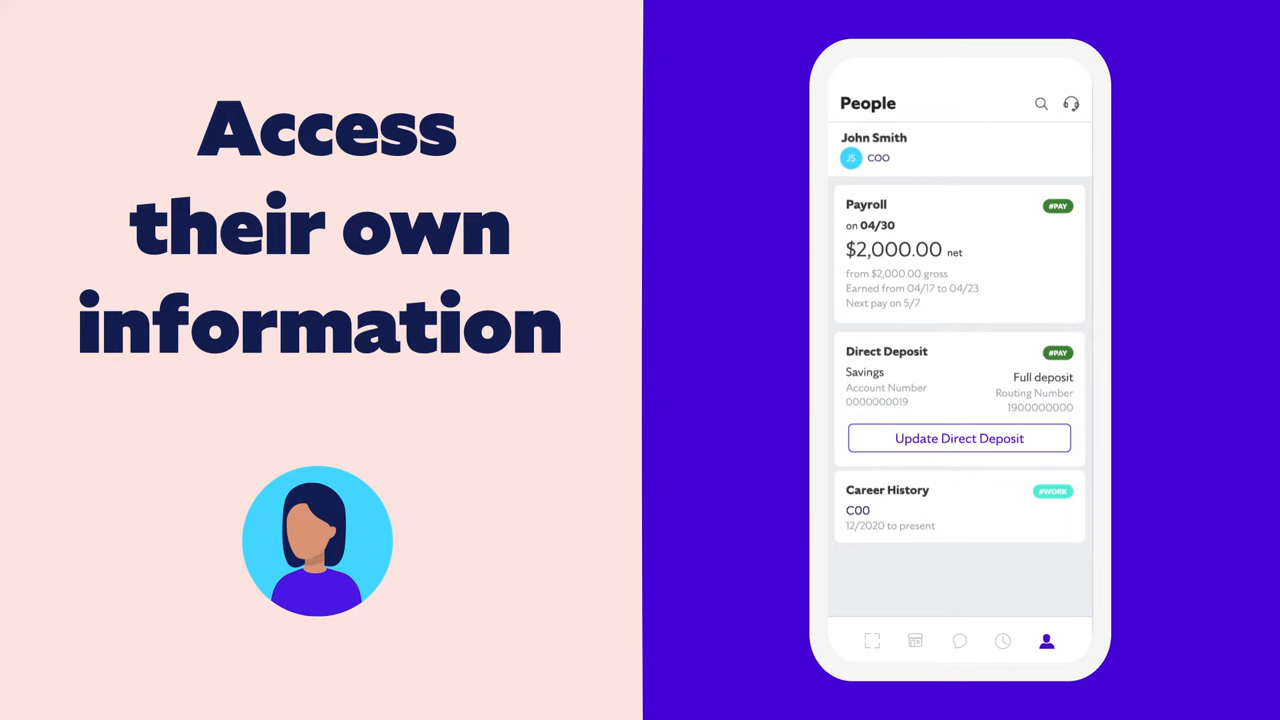 Access
their own
information
People
John Smith
JS COO
Payroll #PAY
on 04/30
$2,000.00 net
from $2,000.00 gross
Earned from 04/17 to 04/23
Next pay on 5/7
Direct Deposit #PAY
Savings Full deposit
Account Number Routing Number
0000000019 1900000000
Update Direct Deposit
Career History #WORK
C00
12/2020 to present